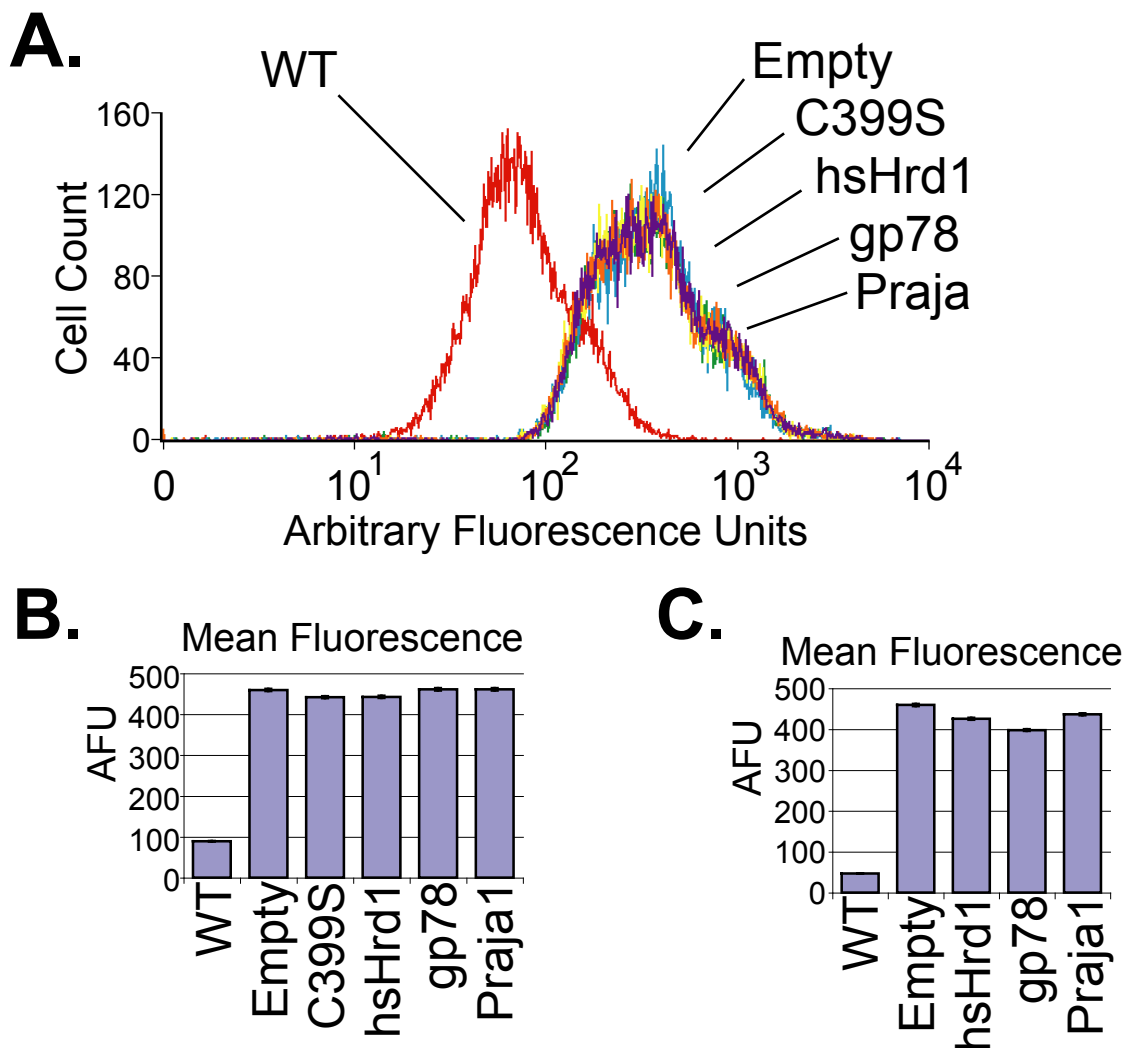 A.
WT
Empty
C399S
hsHrd1
gp78
Praja
160
120
80
40
0
Cell Count
0 10^1 10^2 10^3 10^4
Arbitrary Fluorescence Units
B.
Mean Fluorescence
500
400
300
200
100
0
AFU
WT
Empty
C399S
hsHrd1
gp78
Praja1
C.
Mean Fluorescence
500
400
300
200
100
0
AFU
WT
Empty
hsHrd1
gp78
Praja1